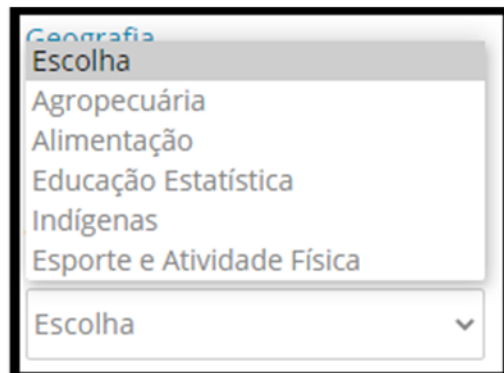 Geografia
Escolha
Agropecuária
Alimentação
Educação Estatística
Indígenas
Esporte e Atividade Física
Escolha